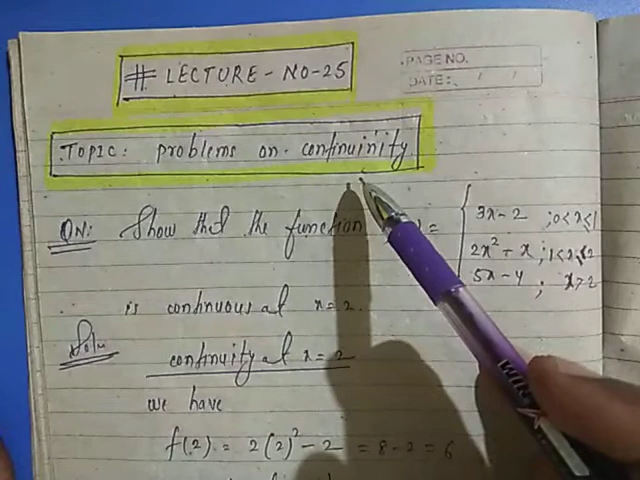 # LECTURE - NO-25
PAGE NO.
DATE: / /
TOPIC: problems on continuinity
QN: Show that the function = { 3x-2 ; 0<x≤1
2x² - x ; 1<x≤2
5x-4 ; x>2
is continuous at x=2.
Solu
continuity at x=2
we have
f(2) = 2(2)²-2 = 8-2 = 6
WIN